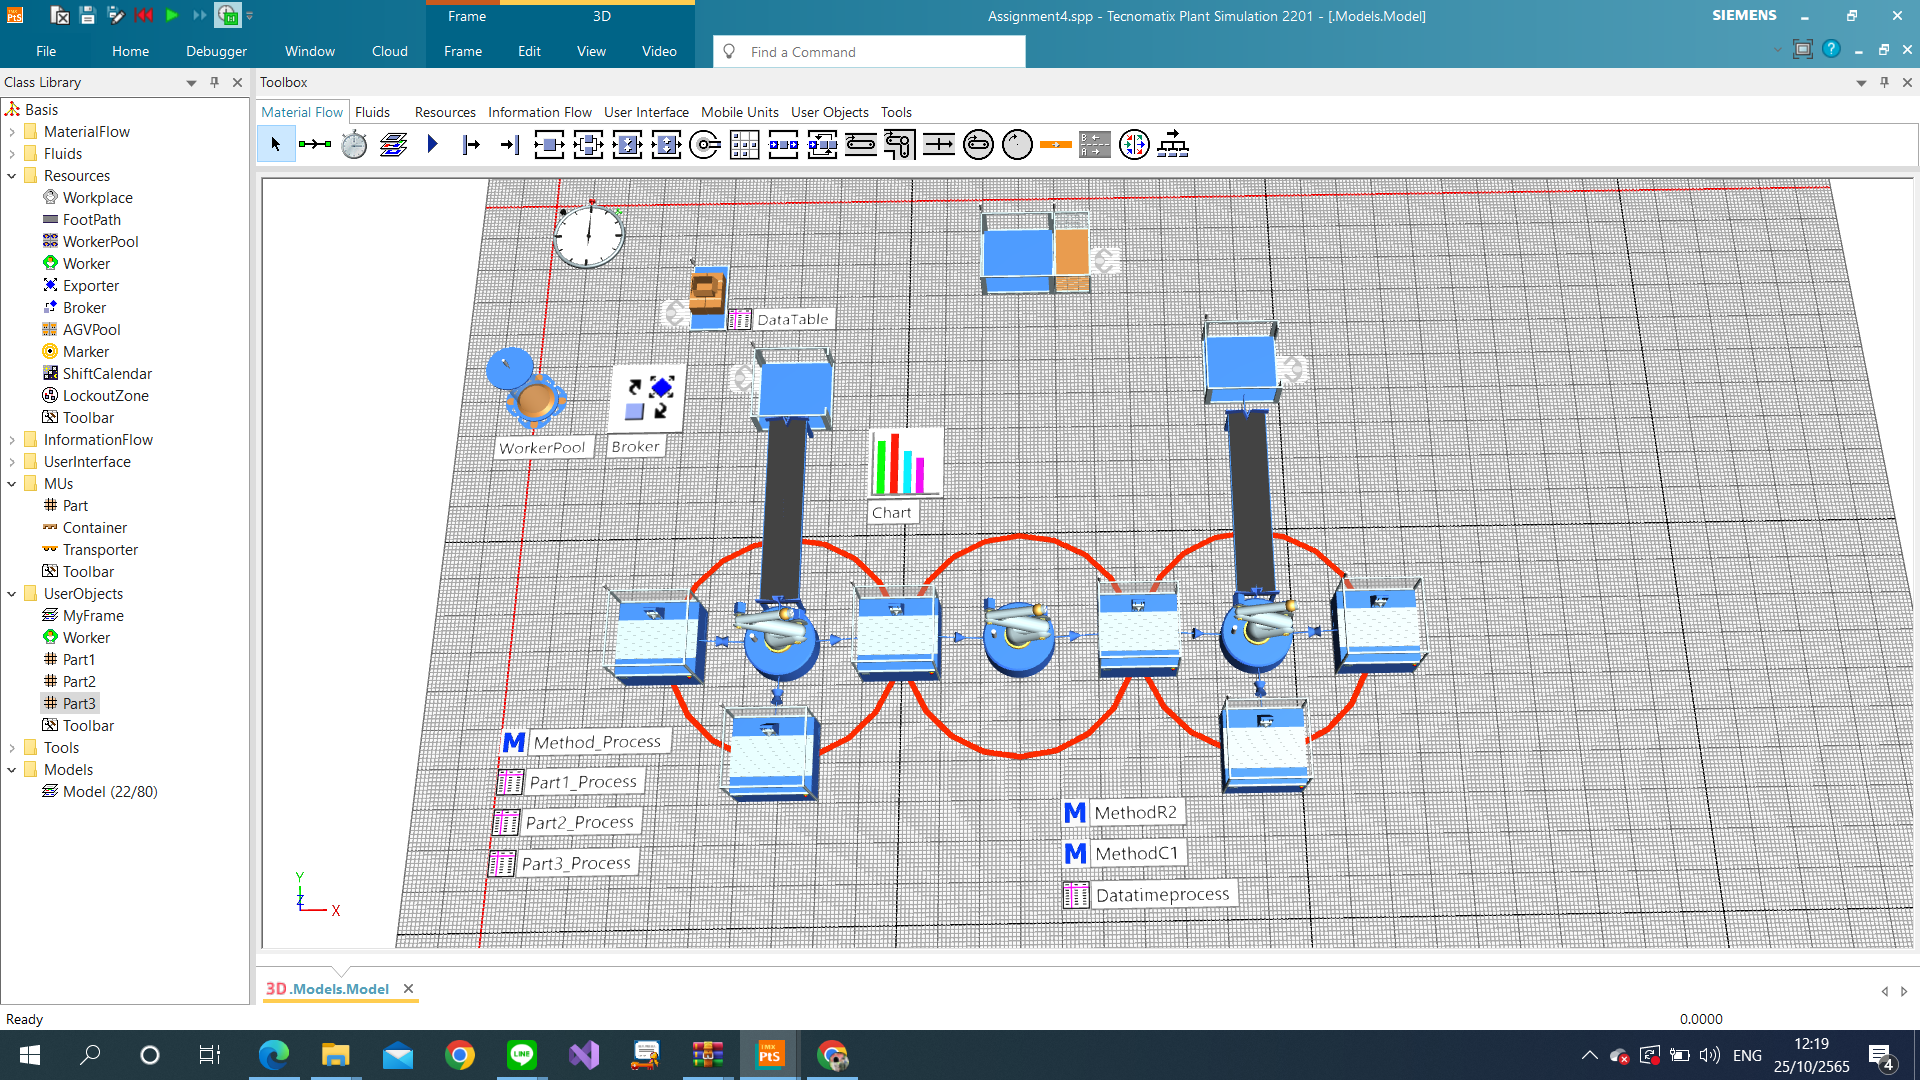 Frame
3D
Assignment4.spp - Tecnomatix Plant Simulation 2201 - [.Models.Model]
SIEMENS
File
Home
Debugger
Window
Cloud
Frame
Edit
View
Video
Find a Command
Class Library
Toolbox
Basis
MaterialFlow
Fluids
Resources
Workplace
FootPath
WorkerPool
Worker
Exporter
Broker
AGVPool
Marker
ShiftCalendar
LockoutZone
Toolbar
InformationFlow
UserInterface
MUs
Part
Container
Transporter
Toolbar
UserObjects
MyFrame
Worker
Part1
Part2
Part3
Toolbar
Tools
Models
Model (22/80)
Material Flow
Fluids
Resources
Information Flow
User Interface
Mobile Units
User Objects
Tools
DataTable
WorkerPool
Broker
Chart
M Method_Process
Part1_Process
Part2_Process
Part3_Process
M MethodR2
M MethodC1
Datatimeprocess
Y
Z
X
3D .Models.Model
Ready
0.0000
LINE
TMX
PtS
ENG
12:19
25/10/2565
4